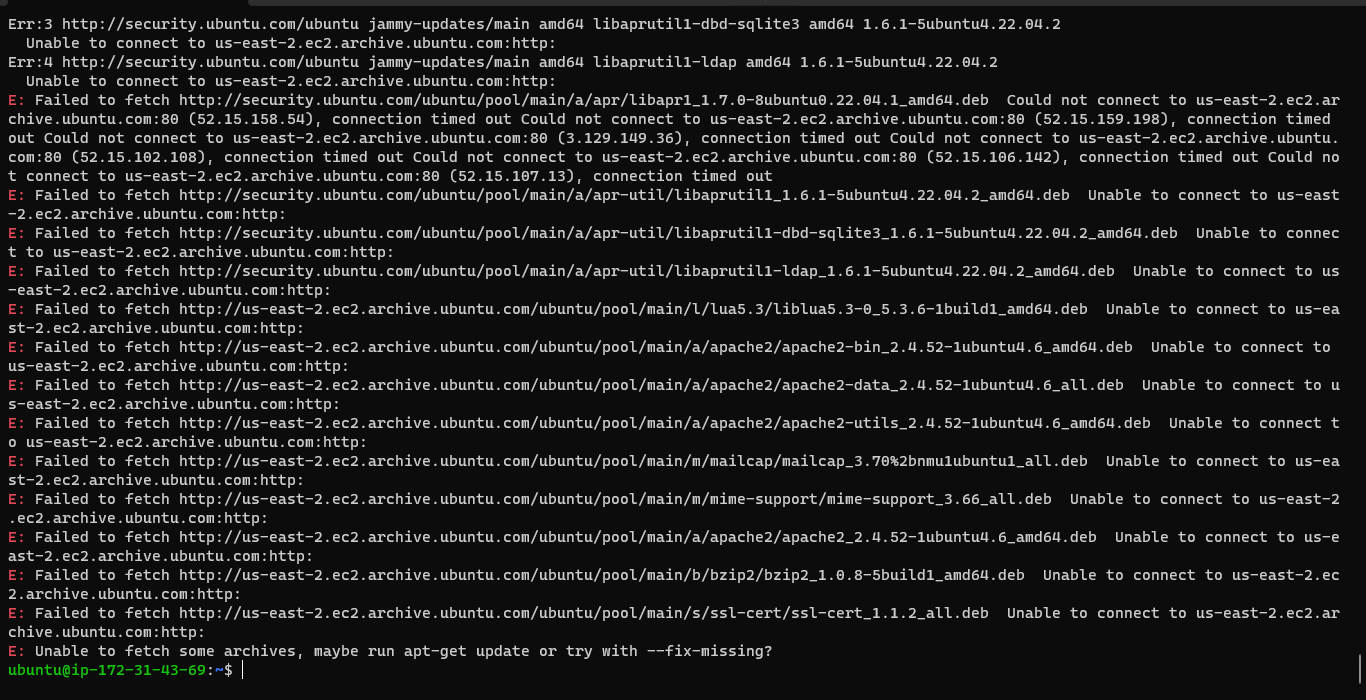 Err:3 http://security.ubuntu.com/ubuntu jammy-updates/main amd64 libaprutil1-dbd-sqlite3 amd64 1.6.1-5ubuntu4.22.04.2
  Unable to connect to us-east-2.ec2.archive.ubuntu.com:http:
Err:4 http://security.ubuntu.com/ubuntu jammy-updates/main amd64 libaprutil1-ldap amd64 1.6.1-5ubuntu4.22.04.2
  Unable to connect to us-east-2.ec2.archive.ubuntu.com:http:
E: Failed to fetch http://security.ubuntu.com/ubuntu/pool/main/a/apr/libapr1_1.7.0-8ubuntu0.22.04.1_amd64.deb  Could not connect to us-east-2.ec2.ar
chive.ubuntu.com:80 (52.15.158.54), connection timed out Could not connect to us-east-2.ec2.archive.ubuntu.com:80 (52.15.159.198), connection timed
out Could not connect to us-east-2.ec2.archive.ubuntu.com:80 (3.129.149.36), connection timed out Could not connect to us-east-2.ec2.archive.ubuntu.
com:80 (52.15.102.108), connection timed out Could not connect to us-east-2.ec2.archive.ubuntu.com:80 (52.15.106.142), connection timed out Could no
t connect to us-east-2.ec2.archive.ubuntu.com:80 (52.15.107.13), connection timed out
E: Failed to fetch http://security.ubuntu.com/ubuntu/pool/main/a/apr-util/libaprutil1_1.6.1-5ubuntu4.22.04.2_amd64.deb  Unable to connect to us-east
-2.ec2.archive.ubuntu.com:http:
E: Failed to fetch http://security.ubuntu.com/ubuntu/pool/main/a/apr-util/libaprutil1-dbd-sqlite3_1.6.1-5ubuntu4.22.04.2_amd64.deb  Unable to connec
t to us-east-2.ec2.archive.ubuntu.com:http:
E: Failed to fetch http://security.ubuntu.com/ubuntu/pool/main/a/apr-util/libaprutil1-ldap_1.6.1-5ubuntu4.22.04.2_amd64.deb  Unable to connect to us
-east-2.ec2.archive.ubuntu.com:http:
E: Failed to fetch http://us-east-2.ec2.archive.ubuntu.com/ubuntu/pool/main/l/lua5.3/liblua5.3-0_5.3.6-1build1_amd64.deb  Unable to connect to us-ea
st-2.ec2.archive.ubuntu.com:http:
E: Failed to fetch http://us-east-2.ec2.archive.ubuntu.com/ubuntu/pool/main/a/apache2/apache2-bin_2.4.52-1ubuntu4.6_amd64.deb  Unable to connect to
us-east-2.ec2.archive.ubuntu.com:http:
E: Failed to fetch http://us-east-2.ec2.archive.ubuntu.com/ubuntu/pool/main/a/apache2/apache2-data_2.4.52-1ubuntu4.6_all.deb  Unable to connect to u
s-east-2.ec2.archive.ubuntu.com:http:
E: Failed to fetch http://us-east-2.ec2.archive.ubuntu.com/ubuntu/pool/main/a/apache2/apache2-utils_2.4.52-1ubuntu4.6_amd64.deb  Unable to connect t
o us-east-2.ec2.archive.ubuntu.com:http:
E: Failed to fetch http://us-east-2.ec2.archive.ubuntu.com/ubuntu/pool/main/m/mailcap/mailcap_3.70%2bnmu1ubuntu1_all.deb  Unable to connect to us-ea
st-2.ec2.archive.ubuntu.com:http:
E: Failed to fetch http://us-east-2.ec2.archive.ubuntu.com/ubuntu/pool/main/m/mime-support/mime-support_3.66_all.deb  Unable to connect to us-east-2
.ec2.archive.ubuntu.com:http:
E: Failed to fetch http://us-east-2.ec2.archive.ubuntu.com/ubuntu/pool/main/a/apache2/apache2_2.4.52-1ubuntu4.6_amd64.deb  Unable to connect to us-e
ast-2.ec2.archive.ubuntu.com:http:
E: Failed to fetch http://us-east-2.ec2.archive.ubuntu.com/ubuntu/pool/main/b/bzip2/bzip2_1.0.8-5build1_amd64.deb  Unable to connect to us-east-2.ec
2.archive.ubuntu.com:http:
E: Failed to fetch http://us-east-2.ec2.archive.ubuntu.com/ubuntu/pool/main/s/ssl-cert/ssl-cert_1.1.2_all.deb  Unable to connect to us-east-2.ec2.ar
chive.ubuntu.com:http:
E: Unable to fetch some archives, maybe run apt-get update or try with --fix-missing?
ubuntu@ip-172-31-43-69:~$